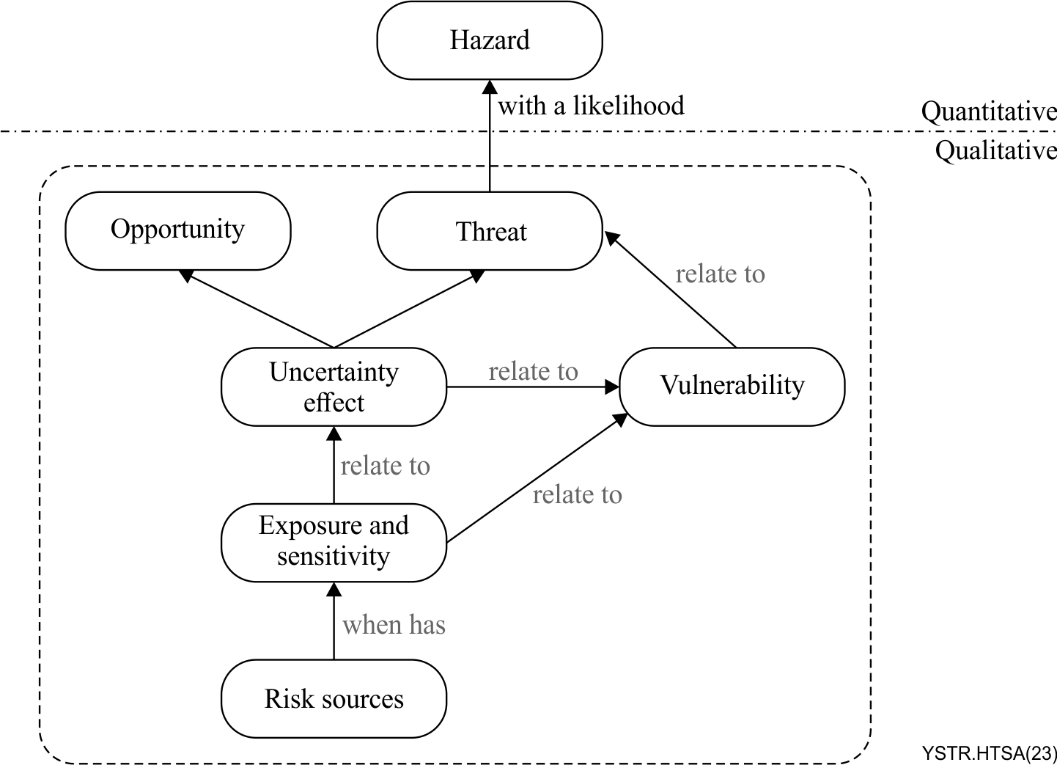 Hazard
with a likelihood
Quantitative
Qualitative
Opportunity
Threat
relate to
Uncertainty
effect
relate to
Vulnerability
relate to
relate to
Exposure and
sensitivity
when has
Risk sources
YSTR.HTSA(23)